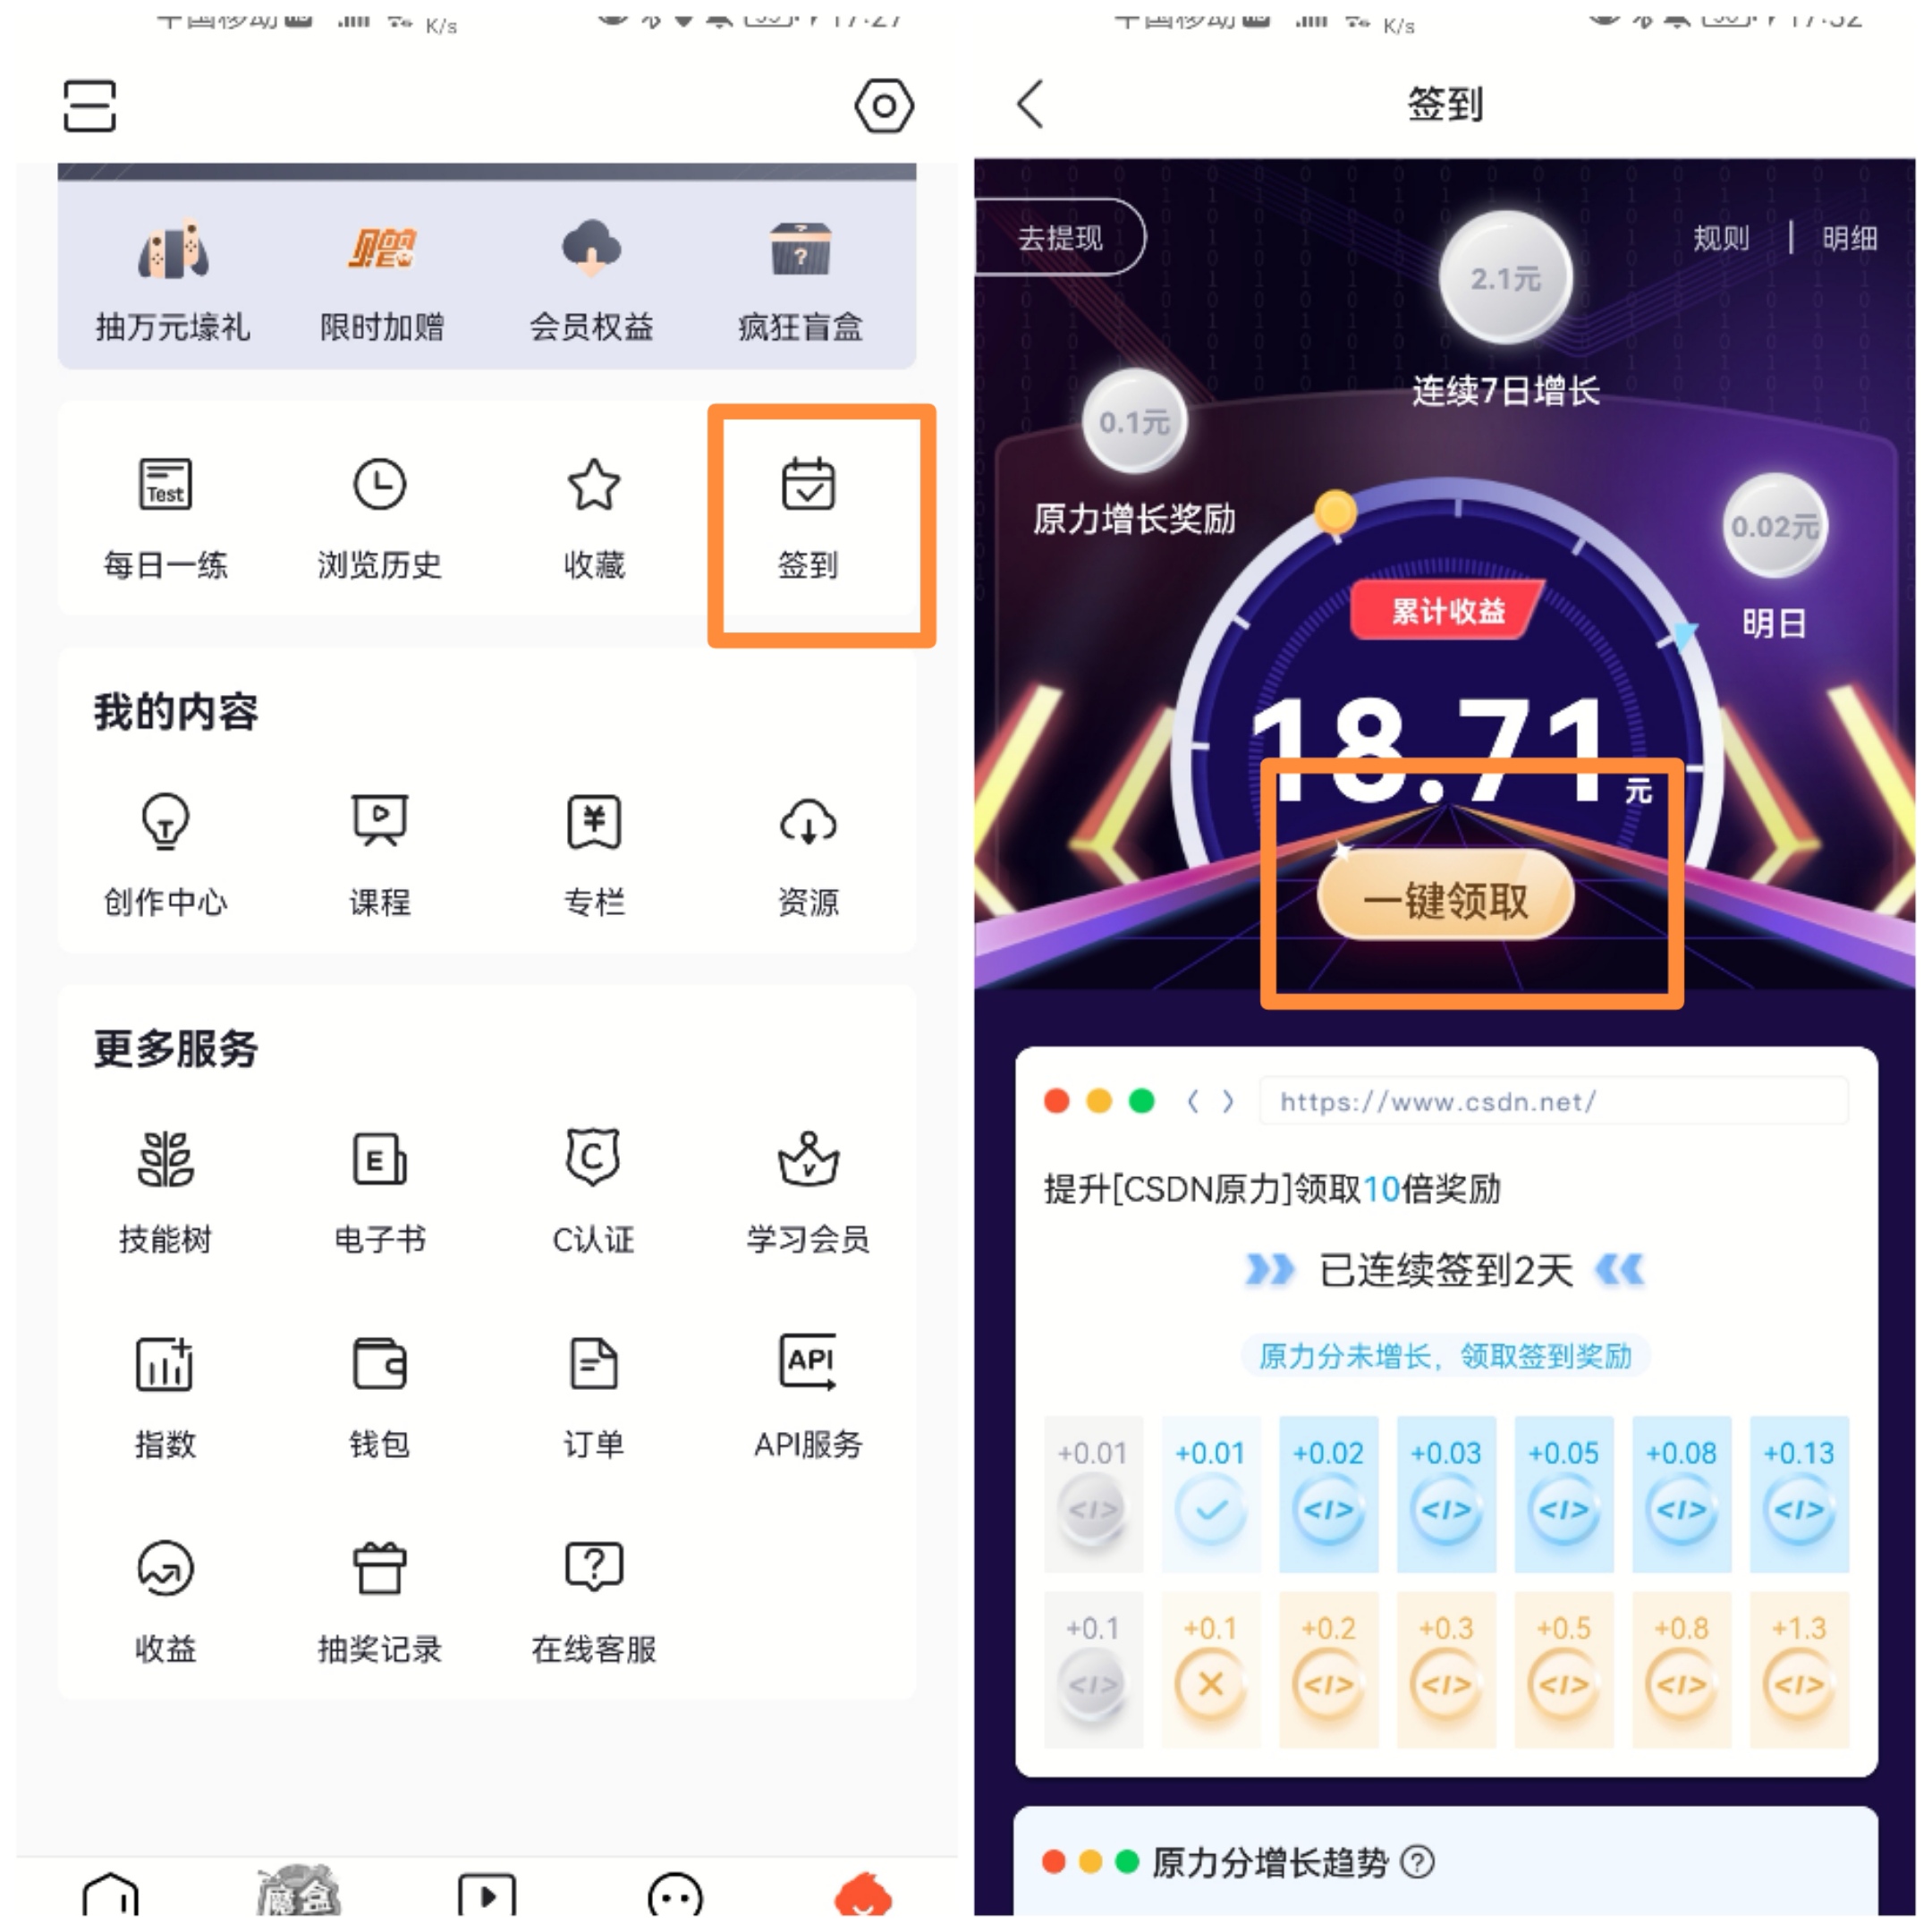 K/s
17:27
抽万元壕礼
限时加赠
会员权益
疯狂盲盒
Test
每日一练
浏览历史
收藏
签到
我的内容
创作中心
课程
专栏
资源
更多服务
E
C
技能树
电子书
C认证
学习会员
API
指数
钱包
订单
API服务
收益
抽奖记录
在线客服
魔盒
中国移动
K/s
17:32
签到
去提现
2.1元
规则 | 明细
连续7日增长
0.1元
原力增长奖励
0.02元
明日
累计收益
18.71元
一键领取
https://www.csdn.net/
提升[CSDN原力]领取10倍奖励
已连续签到2天
原力分未增长，领取签到奖励
+0.01 +0.01 +0.02 +0.03 +0.05 +0.08 +0.13
</> </> </> </> </> </>
+0.1 +0.1 +0.2 +0.3 +0.5 +0.8 +1.3
</> </> </> </> </> </>
原力分增长趋势